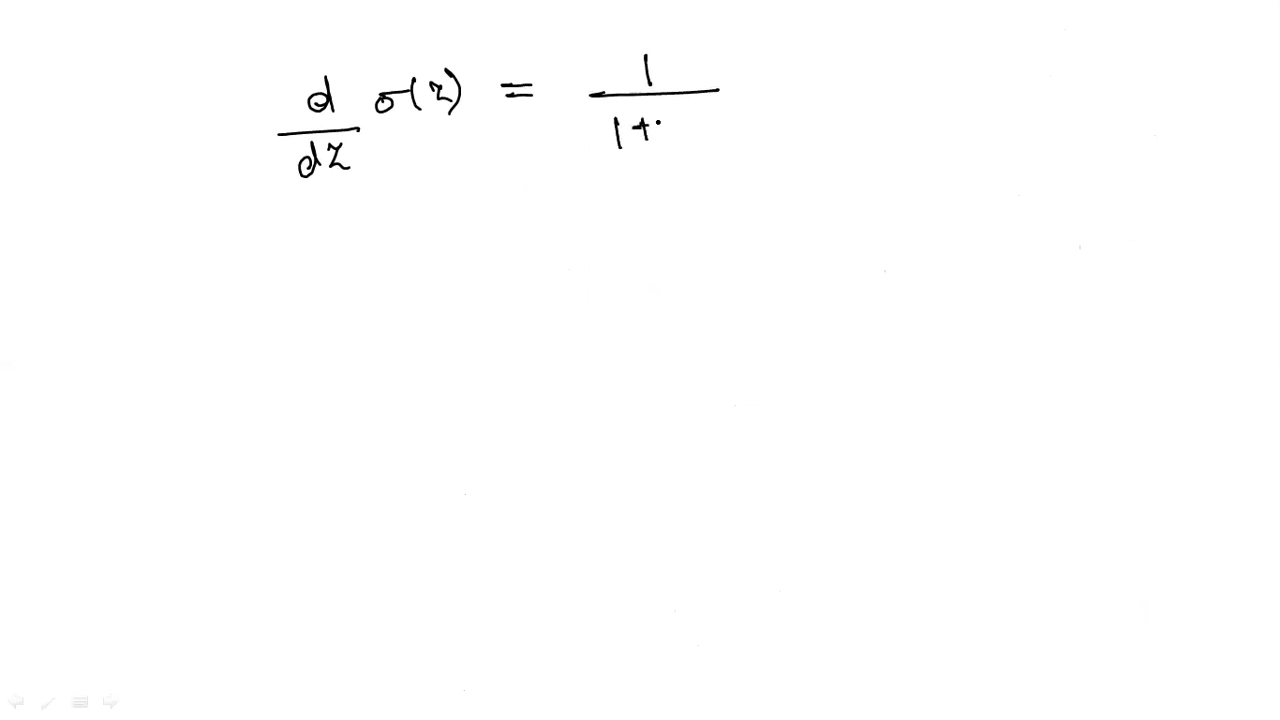 d/dz σ(z) = 1/1+